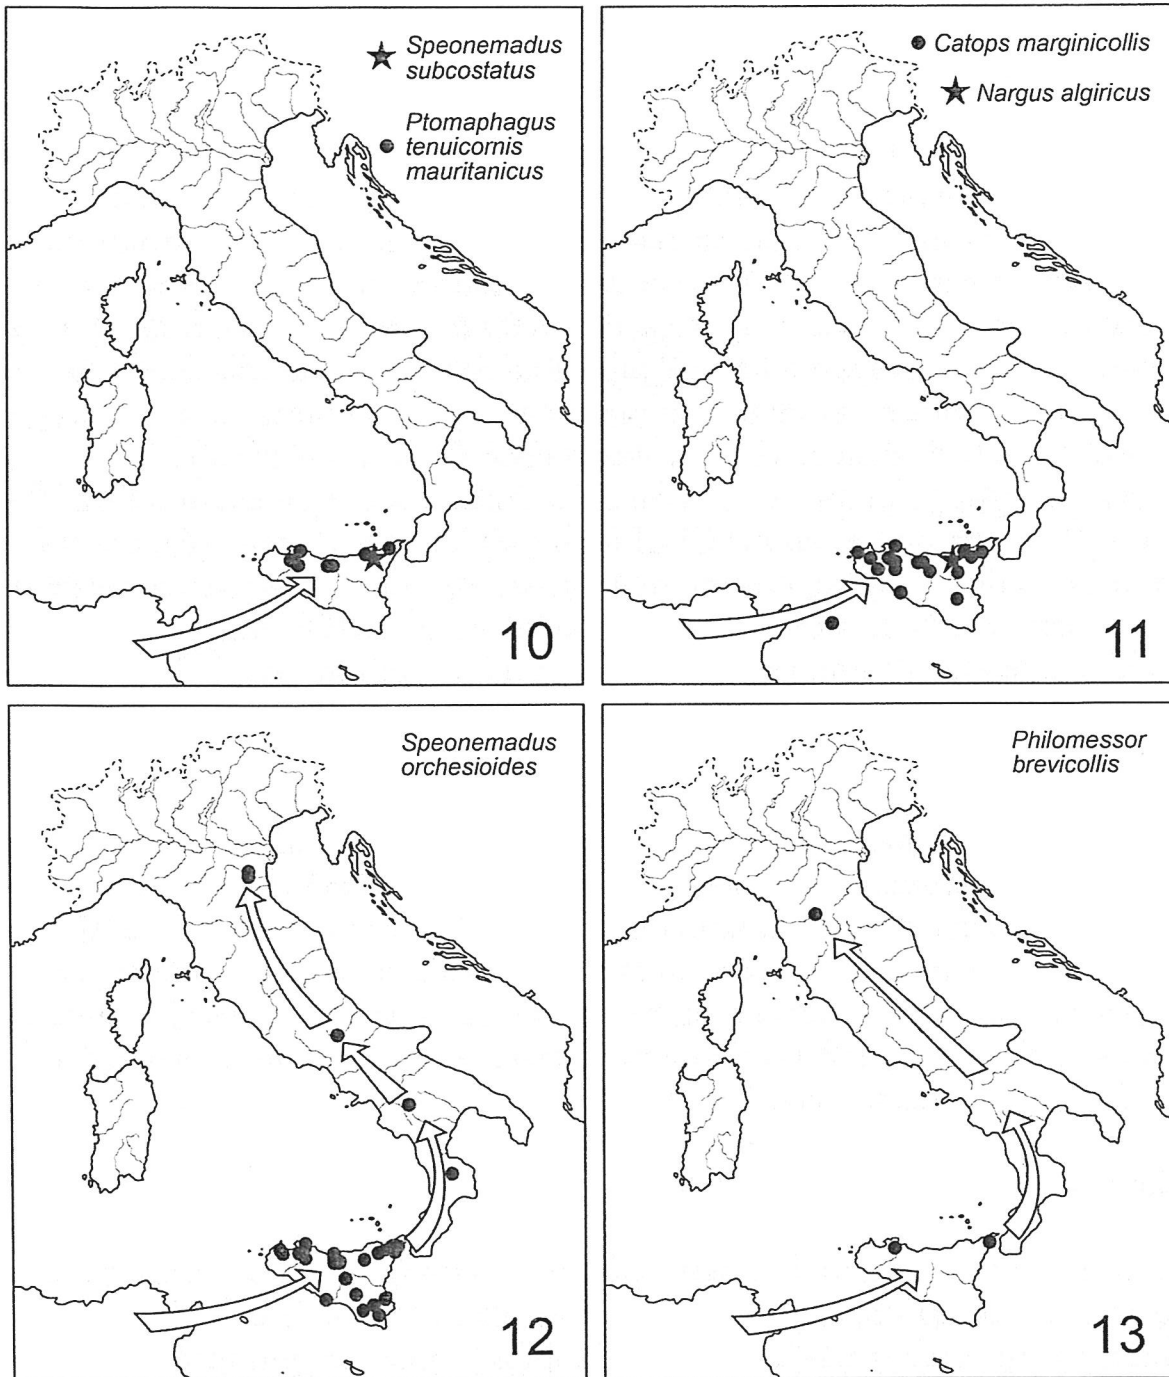 Speonemadus
subcostatus
Ptomaphagus
tenuicornis
mauritanicus
10
Catops marginicollis
Nargus algiricus
11
Speonemadus
orchesioides
12
Philomessor
brevicollis
13